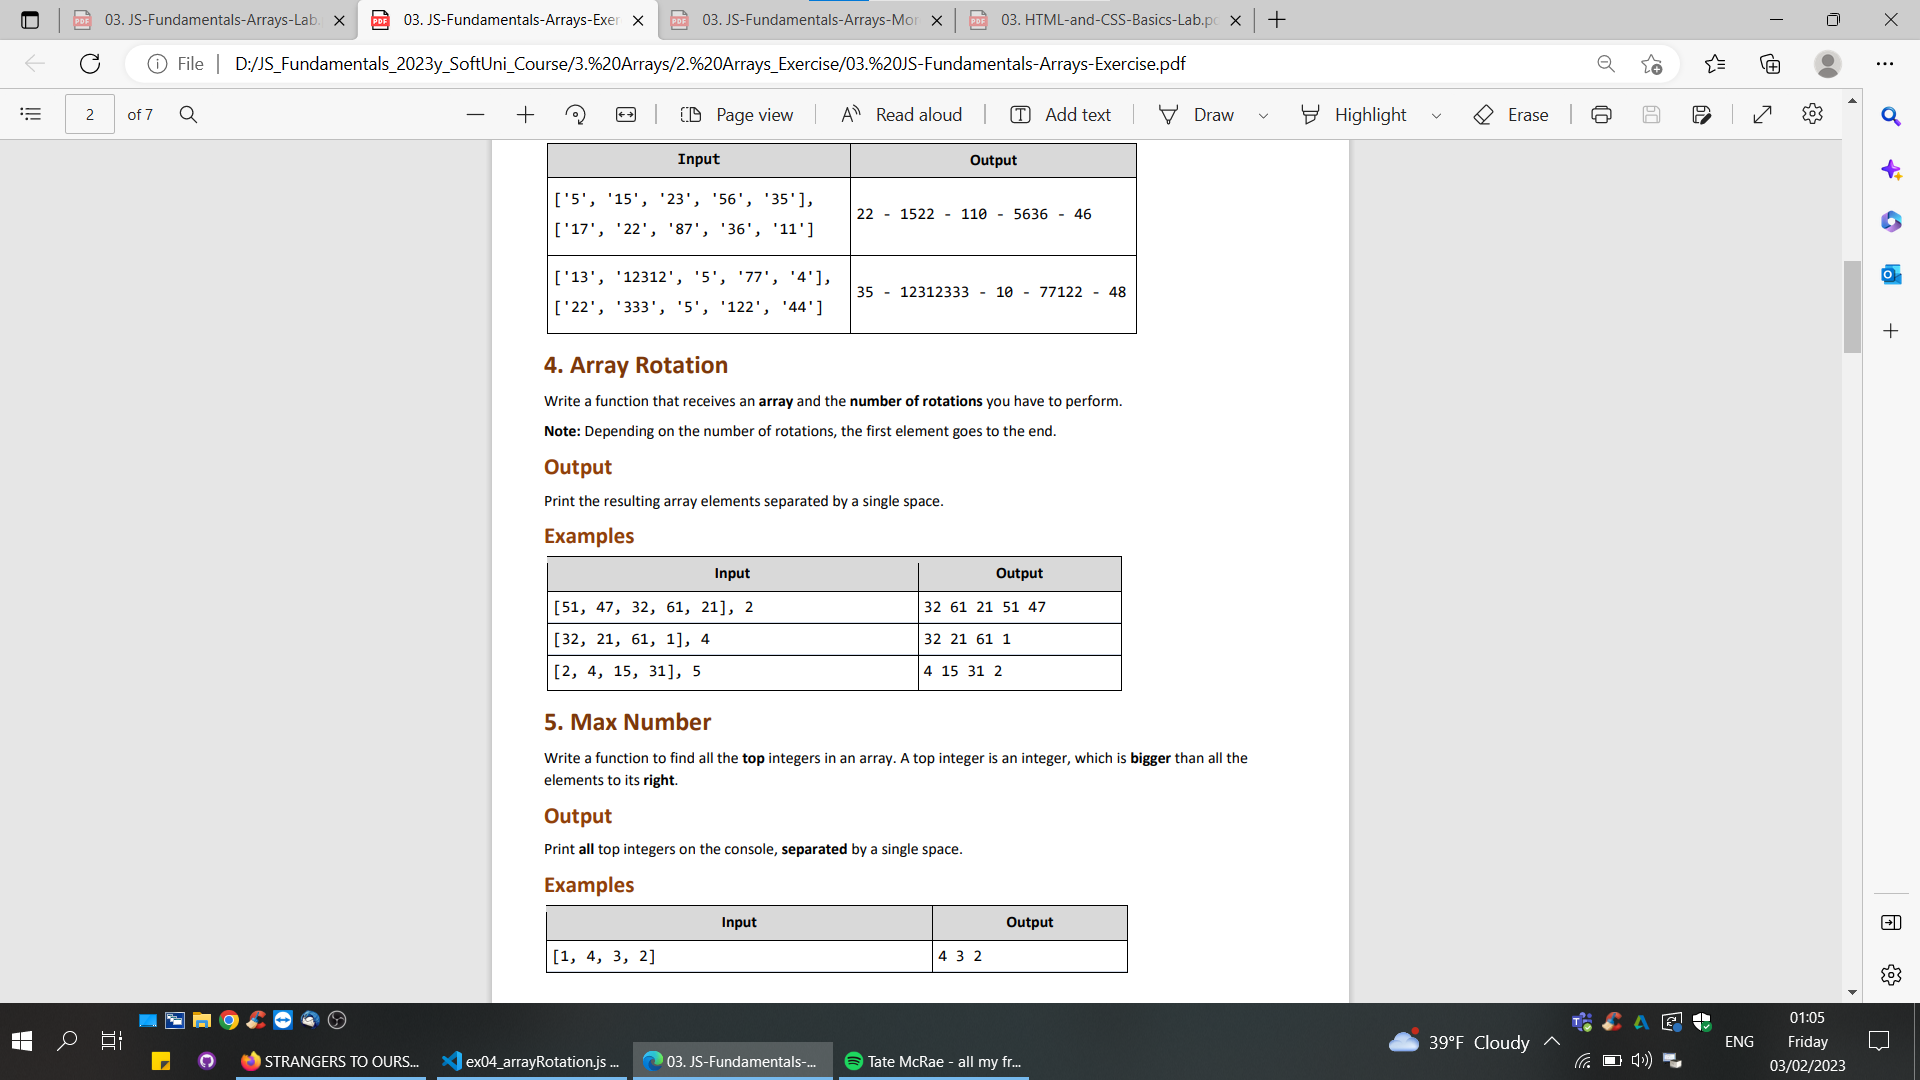 03. JS-Fundamentals-Arrays-Lab.
03. JS-Fundamentals-Arrays-Exer
03. JS-Fundamentals-Arrays-Mor
03. HTML-and-CSS-Basics-Lab.pd
File
D:/JS_Fundamentals_2023y_SoftUni_Course/3.%20Arrays/2.%20Arrays_Exercise/03.%20JS-Fundamentals-Arrays-Exercise.pdf
2 of 7
Page view
Read aloud
Add text
Draw
Highlight
Erase
Input Output
['5', '15', '23', '56', '35'],
['17', '22', '87', '36', '11']
22 - 1522 - 110 - 5636 - 46
['13', '12312', '5', '77', '4'],
['22', '333', '5', '122', '44']
35 - 12312333 - 10 - 77122 - 48
4. Array Rotation
Write a function that receives an array and the number of rotations you have to perform.
Note: Depending on the number of rotations, the first element goes to the end.
Output
Print the resulting array elements separated by a single space.
Examples
Input Output
[51, 47, 32, 61, 21], 2 32 61 21 51 47
[32, 21, 61, 1], 4 32 21 61 1
[2, 4, 15, 31], 5 4 15 31 2
5. Max Number
Write a function to find all the top integers in an array. A top integer is an integer, which is bigger than all the
elements to its right.
Output
Print all top integers on the console, separated by a single space.
Examples
Input Output
[1, 4, 3, 2] 4 3 2
STRANGERS TO OURS...
ex04_arrayRotation.js ...
03. JS-Fundamentals-...
Tate McRae - all my fr...
39°F Cloudy
ENG
01:05
Friday
03/02/2023